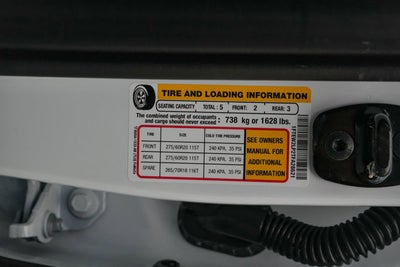 TIRE AND LOADING INFORMATION
SEATING CAPACITY TOTAL: 5 FRONT: 2 REAR: 3
The combined weight of occupants
and cargo should never exceed : 738 kg or 1628 lbs.
TIRE SIZE COLD TIRE PRESSURE
FRONT 275/60R20 115T 240 KPA, 35 PSI
REAR 275/60R20 115T 240 KPA, 35 PSI
SPARE 265/70R18 116T 240 KPA, 35 PSI
SEE OWNERS
MANUAL FOR
ADDITIONAL
INFORMATION